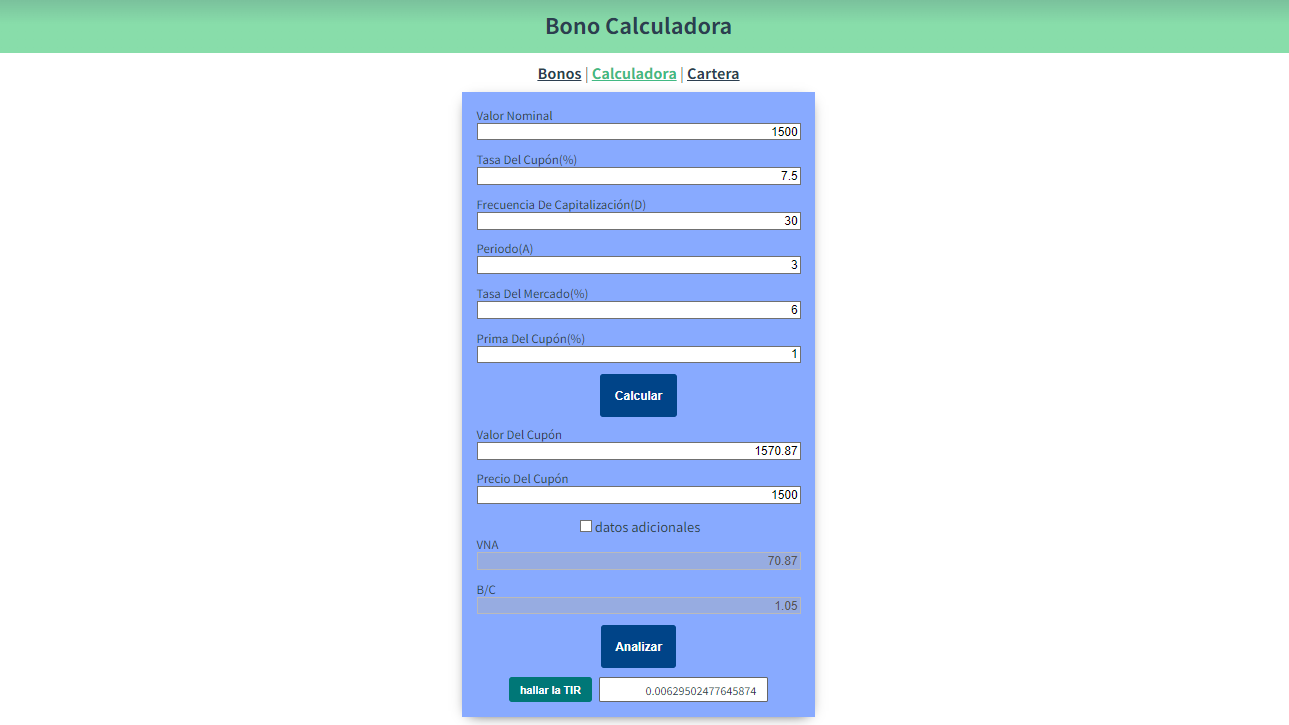 Bono Calculadora
Bonos | Calculadora | Cartera
Valor Nominal
1500
Tasa Del Cupón(%)
7.5
Frecuencia De Capitalización(D)
30
Periodo(A)
3
Tasa Del Mercado(%)
6
Prima Del Cupón(%)
1
Calcular
Valor Del Cupón
1570.87
Precio Del Cupón
1500
datos adicionales
VNA
70.87
B/C
1.05
Analizar
hallar la TIR 0.00629502477645874